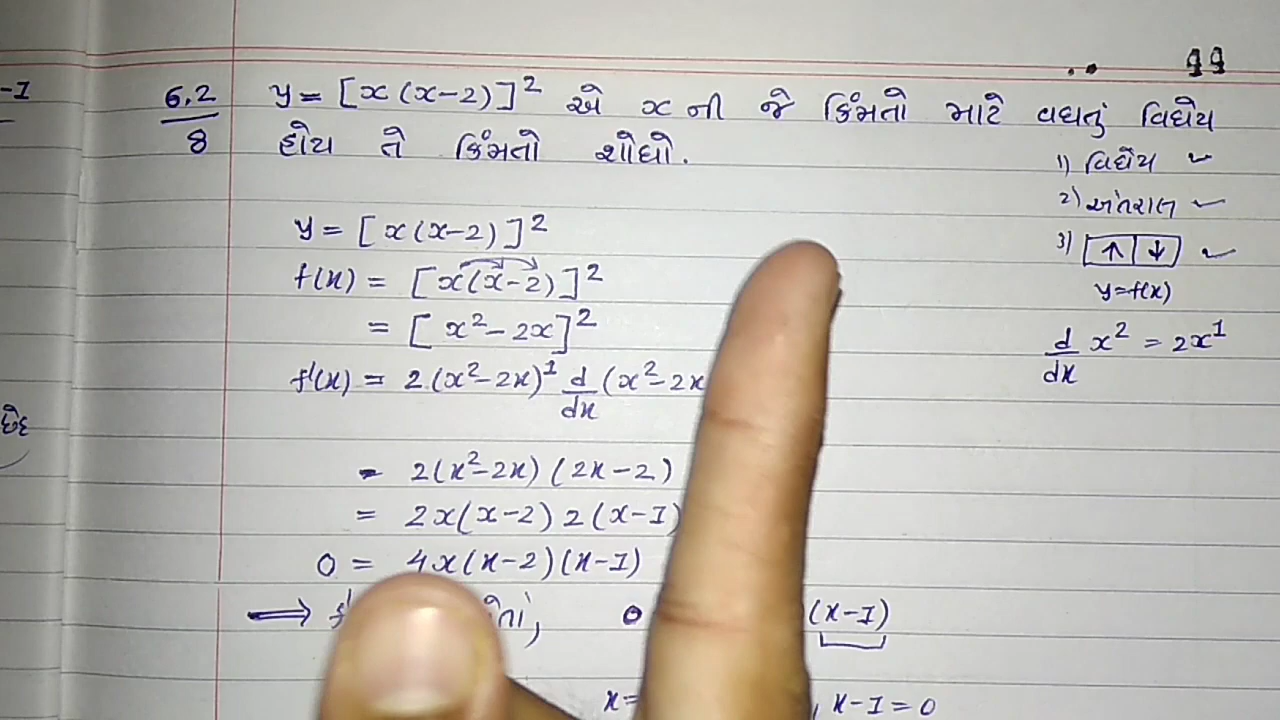 99
-I
6.2/8 y = [x(x-2)]² એ x ની જે કિંમતો માટે વધતું વિધેય
હોય તે કિંમતો શોધો.
1) વિધેય ✓
2) અંતરાલ ✓
3) ↑ ↓ ✓
y=f(x)
d/dx x² = 2x¹
y = [x(x-2)]²
f(x) = [x(x-2)]²
= [x²-2x]²
f'(x) = 2(x²-2x)¹ d/dx (x²-2x
= 2(x²-2x)(2x-2)
= 2x(x-2)2(x-1)
0 = 4x(x-2)(x-1)
⟹ 0 (x-1)
x= , x-1=0